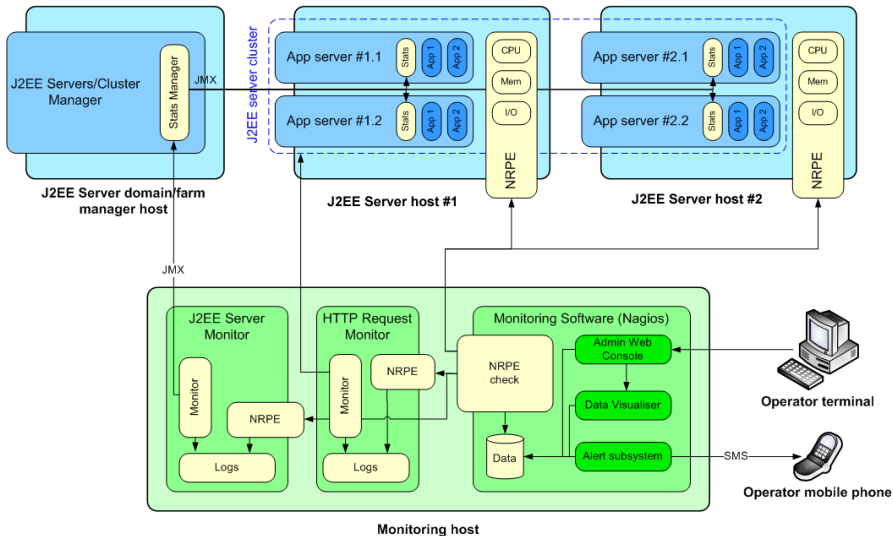 J2EE Servers/Cluster
Manager
Stats Manager
JMX
J2EE Server domain/farm
manager host
J2EE server cluster
App server #1.1
Stats
App 1
App 2
App server #1.2
Stats
App 1
App 2
CPU
Mem
I/O
NRPE
J2EE Server host #1
App server #2.1
Stats
App 1
App 2
App server #2.2
Stats
App 1
App 2
CPU
Mem
I/O
NRPE
J2EE Server host #2
JMX
J2EE Server
Monitor
Monitor
NRPE
Logs
HTTP Request
Monitor
NRPE
Monitor
Logs
Monitoring Software (Nagios)
NRPE
check
Admin Web
Console
Data Visualiser
Data
Alert subsystem
SMS
Operator terminal
Operator mobile phone
Monitoring host